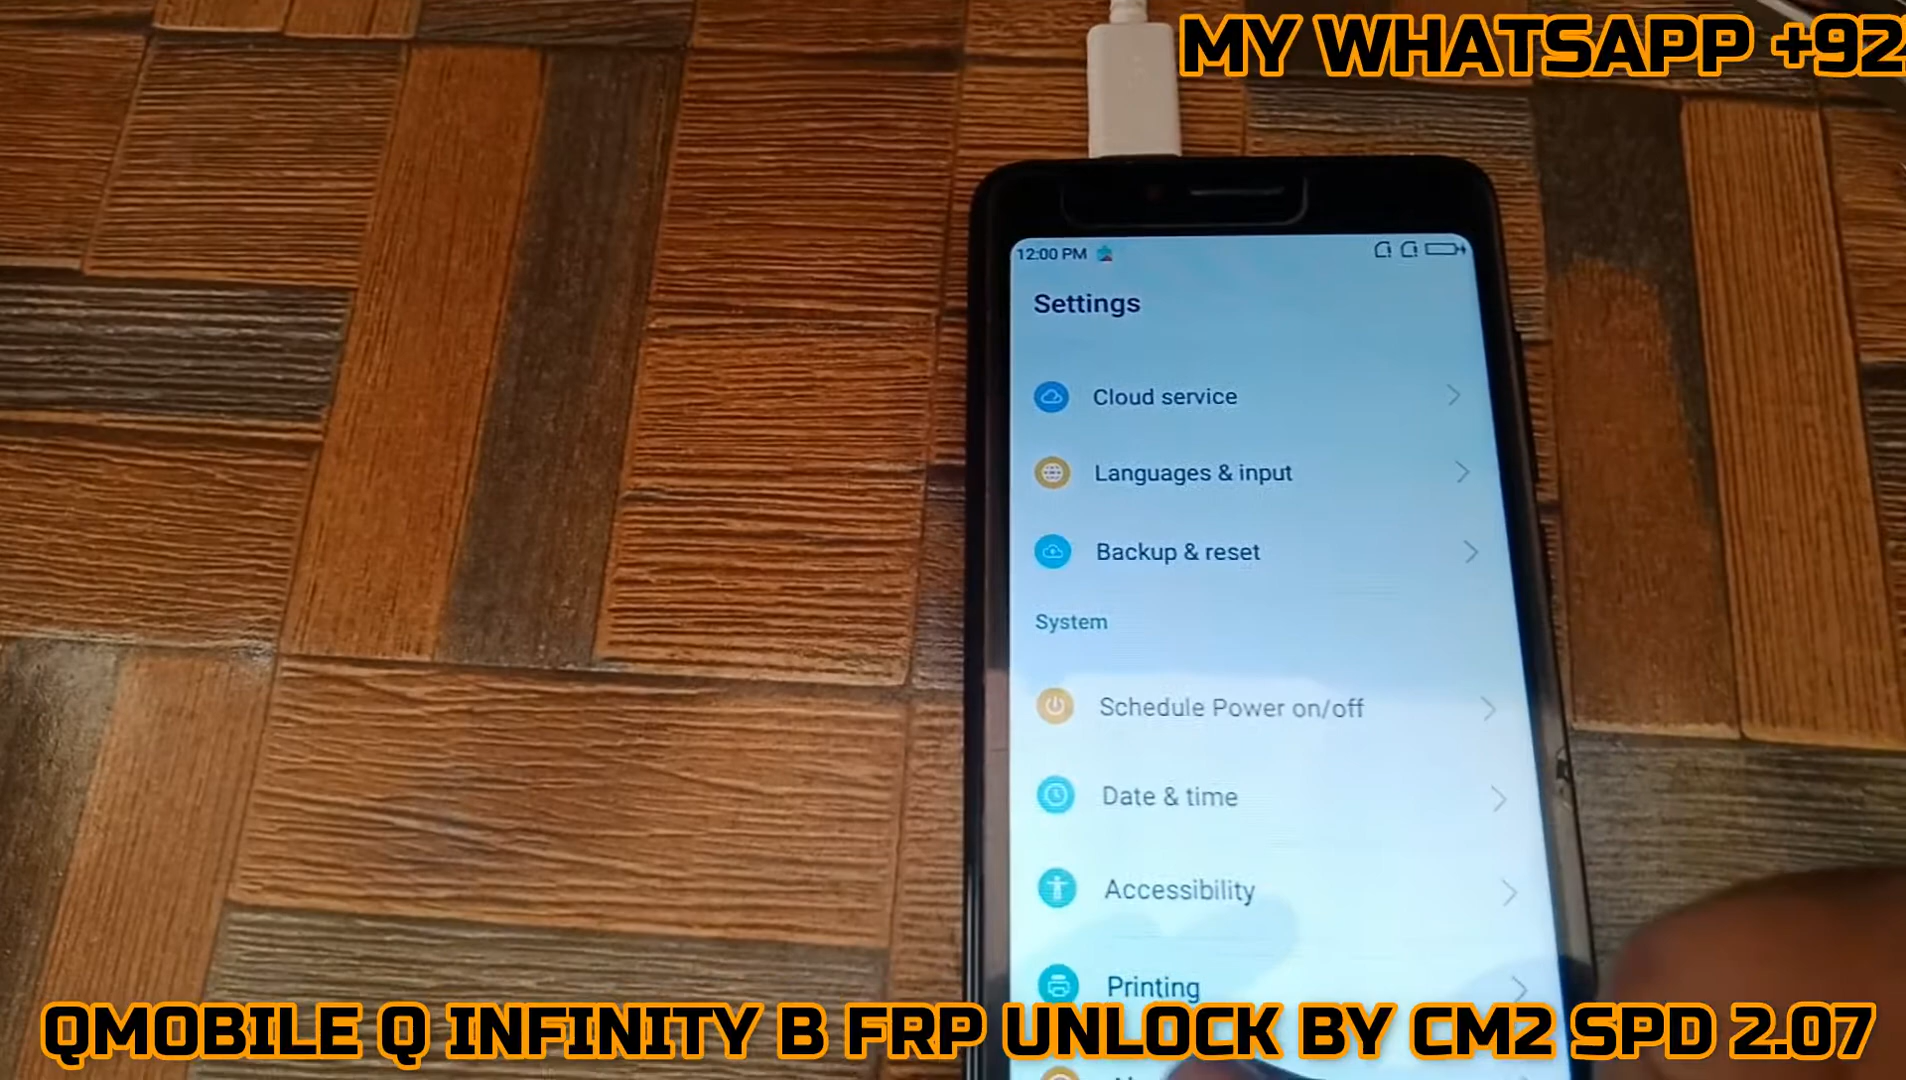 MY WHATSAPP +92
12:00 PM
Settings
Cloud service
Languages & input
Backup & reset
System
Schedule Power on/off
Date & time
Accessibility
Printing
QMOBILE Q INFINITY B FRP UNLOCK BY CM2 SPD 2.07